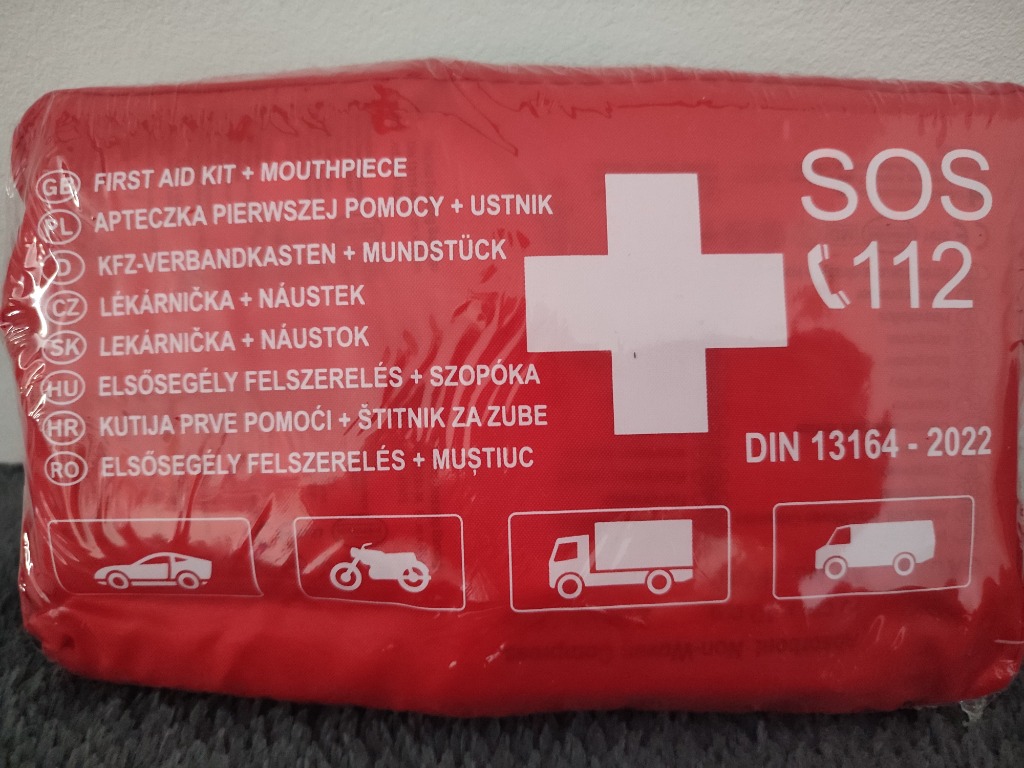 GB FIRST AID KIT + MOUTHPIECE
PL APTECZKA PIERWSZEJ POMOCY + USTNIK
D KFZ-VERBANDKASTEN + MUNDSTÜCK
CZ LÉKÁRNIČKA + NÁUSTEK
SK LEKÁRNIČKA + NÁUSTOK
HU ELSŐSEGÉLY FELSZERELÉS + SZOPÓKA
HR KUTIJA PRVE POMOĆI + ŠTITNIK ZA ZUBE
RO ELSŐSEGÉLY FELSZERELÉS + MUȘTIUC
SOS
112
DIN 13164 - 2022